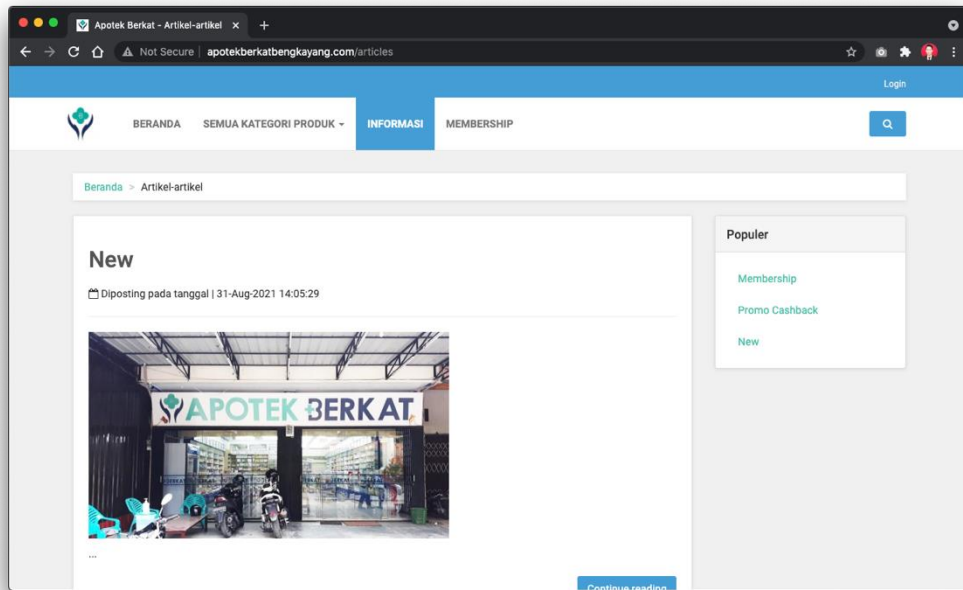 Apotek Berkat - Artikel-artikel
Not Secure | apotekberkatbengkayang.com/articles
Login
BERANDA SEMUA KATEGORI PRODUK INFORMASI MEMBERSHIP
Beranda > Artikel-artikel
New
Diposting pada tanggal | 31-Aug-2021 14:05:29
APOTEK BERKAT
...
Continue reading
Populer
Membership
Promo Cashback
New